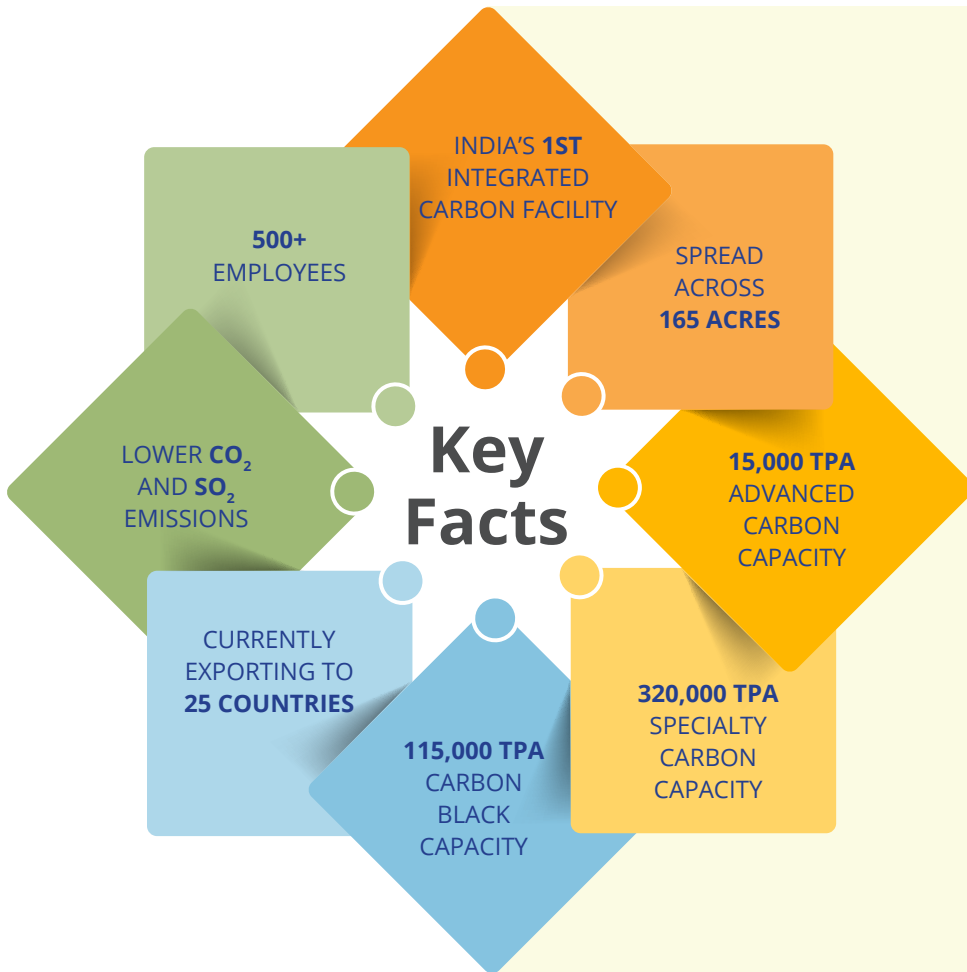 Key
Facts
INDIA’S 1ST
INTEGRATED
CARBON FACILITY
SPREAD
ACROSS
165 ACRES
15,000 TPA
ADVANCED
CARBON
CAPACITY
320,000 TPA
SPECIALTY
CARBON
CAPACITY
115,000 TPA
CARBON
BLACK
CAPACITY
CURRENTLY
EXPORTING TO
25 COUNTRIES
LOWER CO₂
AND SO₂
EMISSIONS
500+
EMPLOYEES